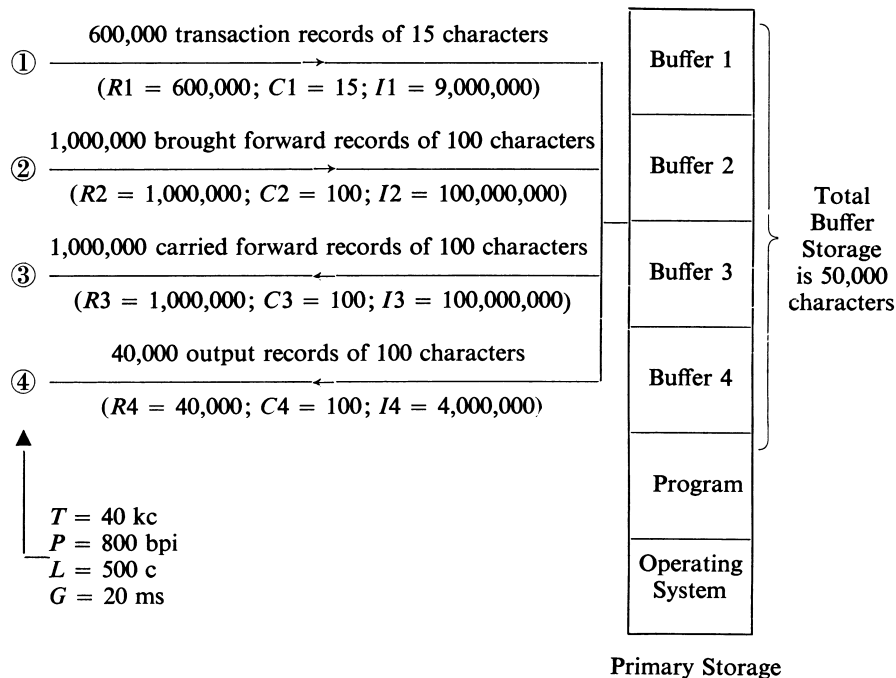 600,000 transaction records of 15 characters
①
(R1 = 600,000; C1 = 15; I1 = 9,000,000)
1,000,000 brought forward records of 100 characters
②
(R2 = 1,000,000; C2 = 100; I2 = 100,000,000)
1,000,000 carried forward records of 100 characters
③
(R3 = 1,000,000; C3 = 100; I3 = 100,000,000)
40,000 output records of 100 characters
④
(R4 = 40,000; C4 = 100; I4 = 4,000,000)
T = 40 kc
P = 800 bpi
L = 500 c
G = 20 ms
Buffer 1
Buffer 2
Buffer 3
Buffer 4
Program
Operating
System
Total
Buffer
Storage
is 50,000
characters
Primary Storage